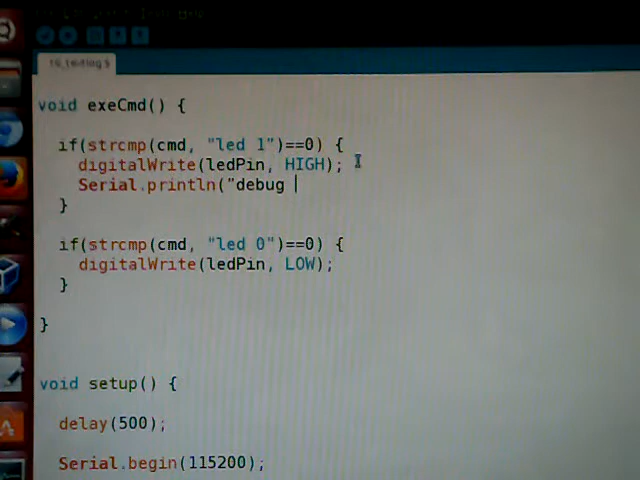 void exeCmd() {
if(strcmp(cmd, "led 1")==0) {
digitalWrite(ledPin, HIGH);
Serial.println("debug
}
if(strcmp(cmd, "led 0")==0) {
digitalWrite(ledPin, LOW);
}
}
void setup() {
delay(500);
Serial.begin(115200);